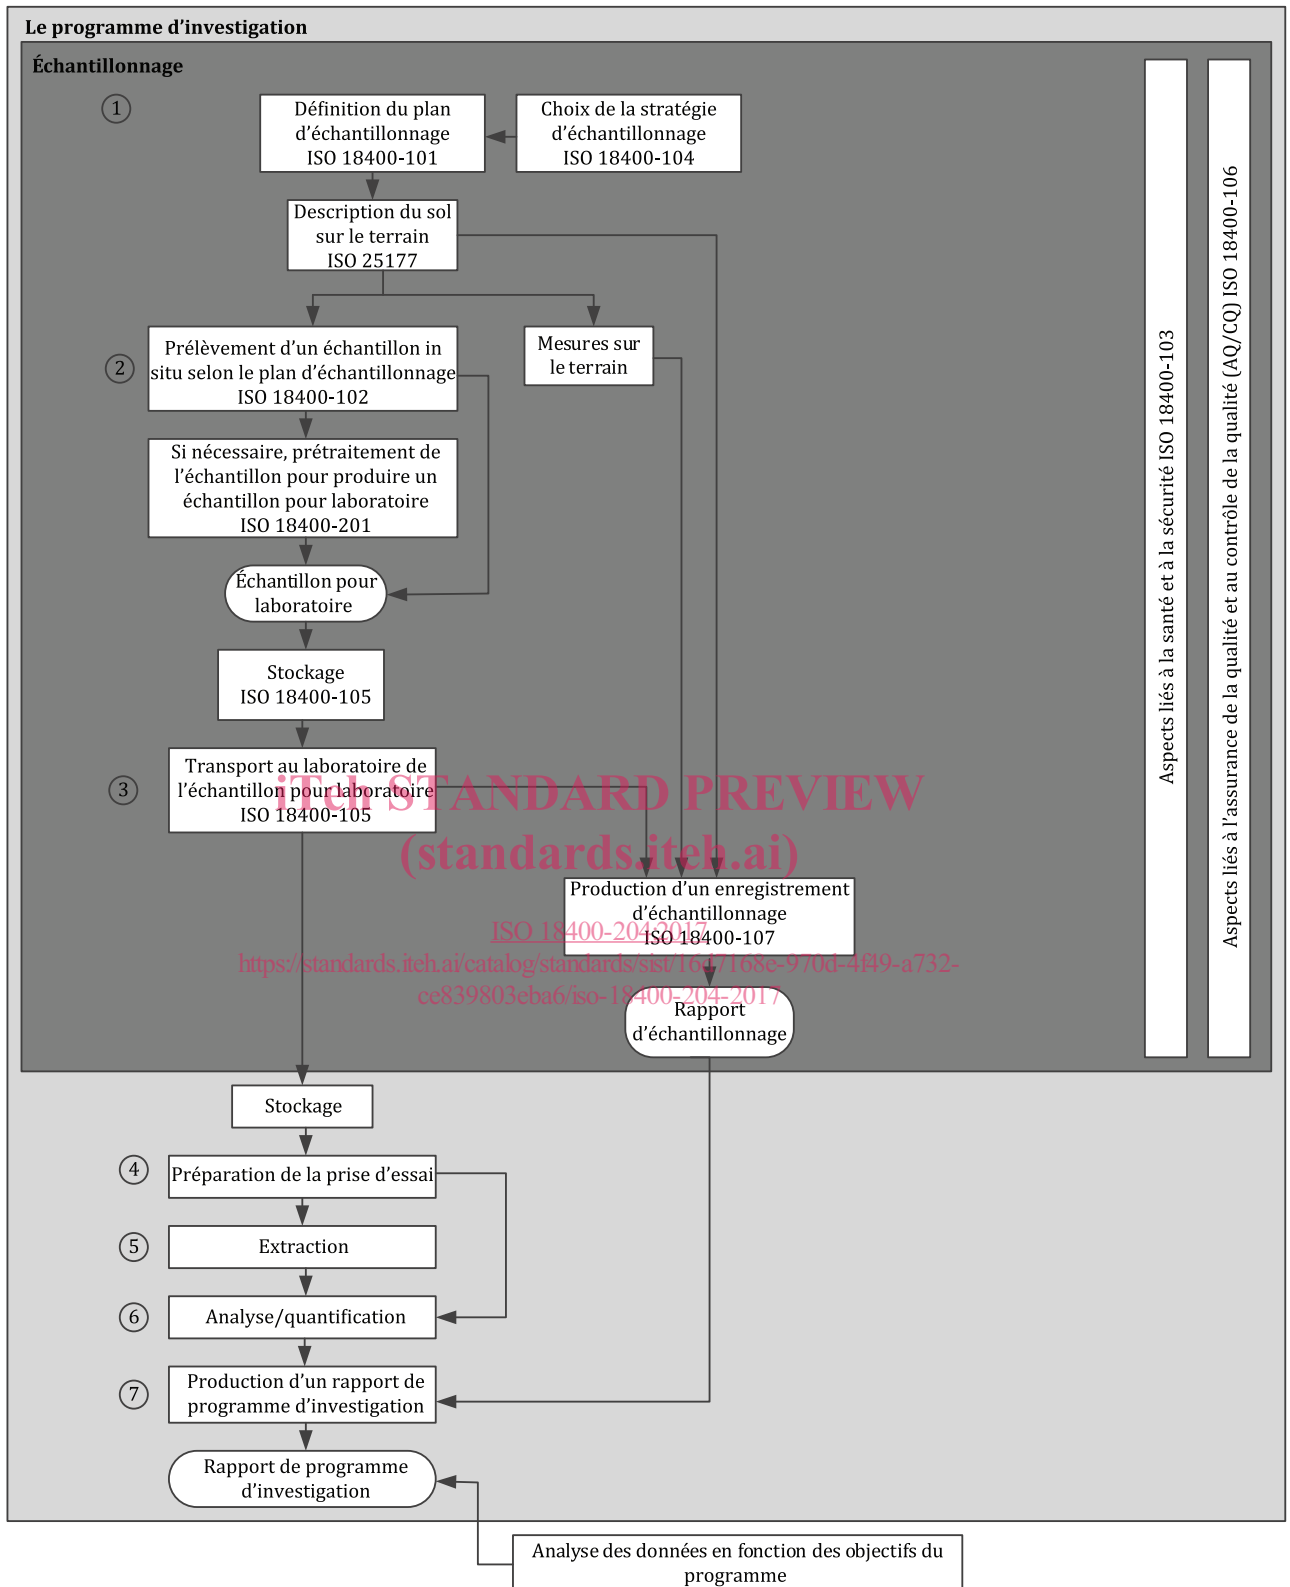 Le programme d’investigation
Échantillonnage
1
Définition du plan
d’échantillonnage
ISO 18400-101
Choix de la stratégie
d’échantillonnage
ISO 18400-104
Description du sol
sur le terrain
ISO 25177
2
Prélèvement d’un échantillon in
situ selon le plan d’échantillonnage
ISO 18400-102
Mesures sur
le terrain
Si nécessaire, prétraitement de
l’échantillon pour produire un
échantillon pour laboratoire
ISO 18400-201
Échantillon pour
laboratoire
Stockage
ISO 18400-105
3
Transport au laboratoire de
l’échantillon pour laboratoire
ISO 18400-105
iTeh STANDARD PREVIEW
(standards.iteh.ai)
Production d’un enregistrement
d’échantillonnage
ISO 18400-107
ISO 18400-204:2017
https://standards.iteh.ai/catalog/standards/sist/16d7168e-970d-4f49-a732-
ce839803eba6/iso-18400-204-2017
Rapport
d’échantillonnage
Aspects liés à la santé et à la sécurité ISO 18400-103
Aspects liés à l’assurance de la qualité et au contrôle de la qualité (AQ/CQ) ISO 18400-106
Stockage
4
Préparation de la prise d’essai
5
Extraction
6
Analyse/quantification
7
Production d’un rapport de
programme d’investigation
Rapport de programme
d’investigation
Analyse des données en fonction des objectifs du
programme